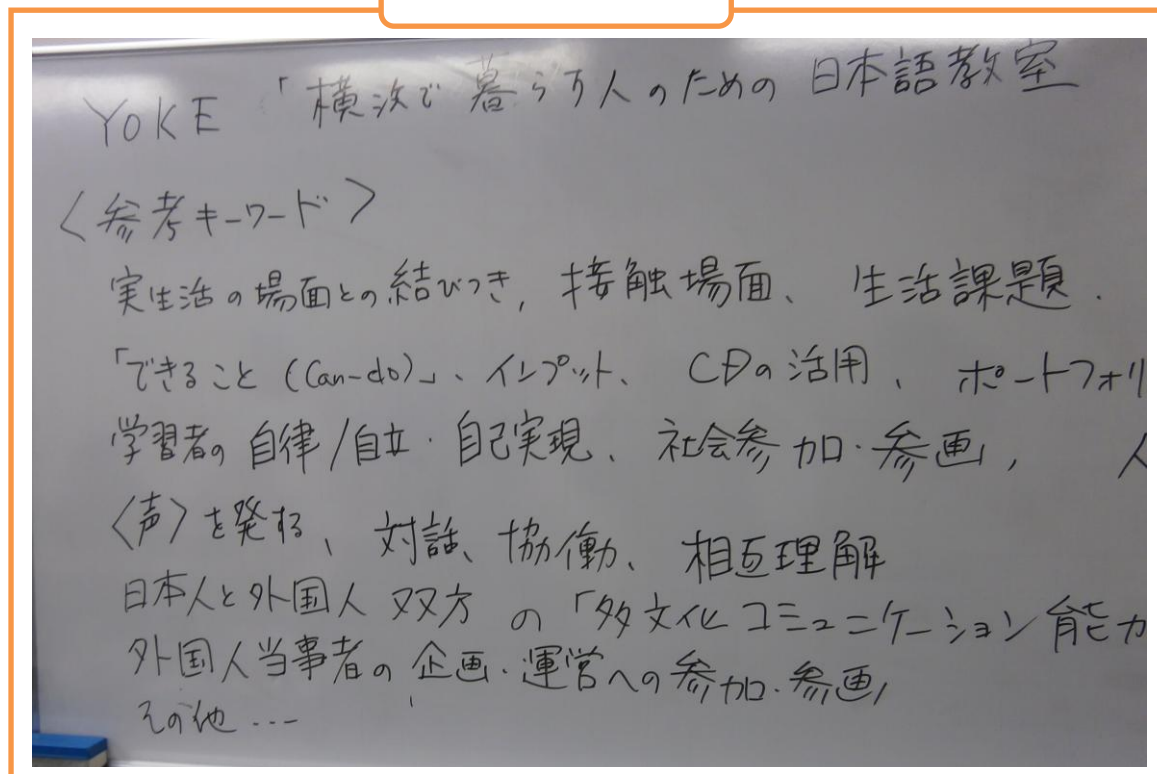 YOKE 「横浜で暮らす人のための日本語教室
〈参考キーワード〉
実生活の場面との結びつき, 接触場面、 生活課題.
「できること (Can-do)」、インプット、 CDの活用、 ポートフォリ
学習者の自律/自立・自己実現、 社会参加・参画, 人
〈声〉を発する、対話、協働、相互理解
日本人と外国人 双方 の「多文化コミュニケーション能力
外国人当事者の企画・運営への参加・参画,
その他...